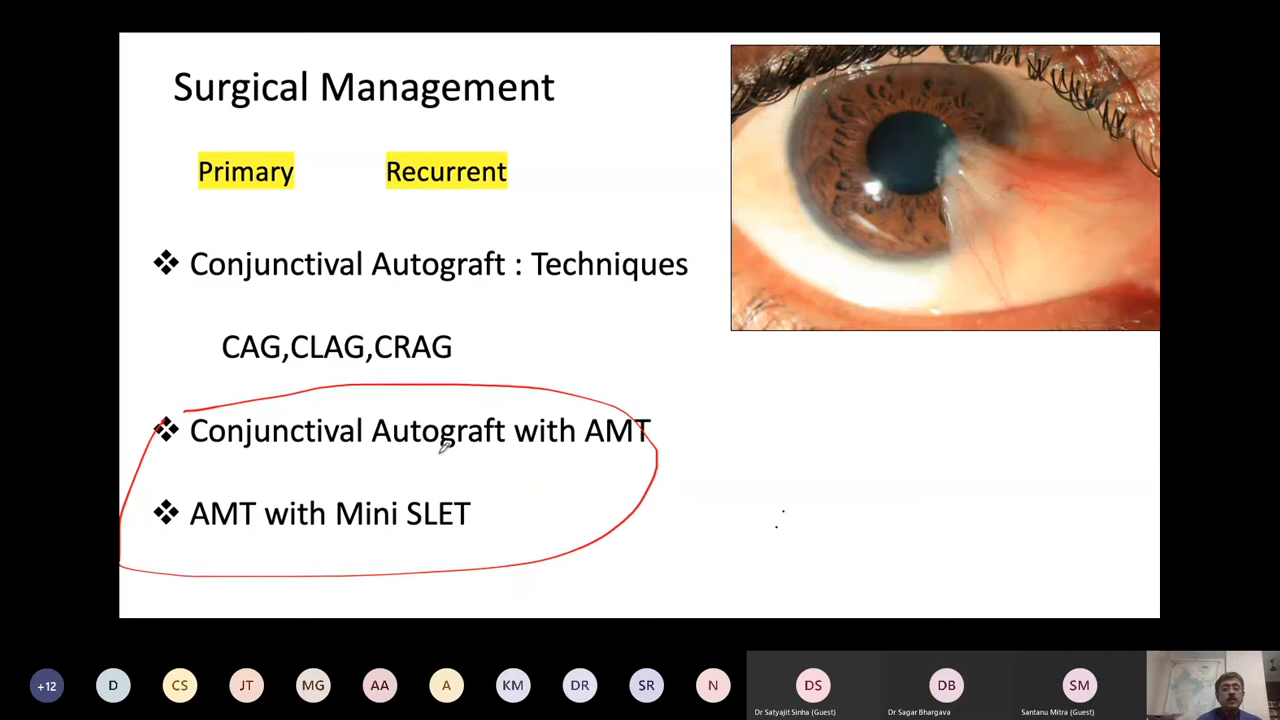 Surgical Management
Primary Recurrent
❖ Conjunctival Autograft : Techniques
CAG,CLAG,CRAG
❖ Conjunctival Autograft with AMT
❖ AMT with Mini SLET
+12 D CS JT MG AA A KM DR SR N DS DB SM
Dr Satyajit Sinha (Guest) Dr Sagar Bhargava Santanu Mitra (Guest)